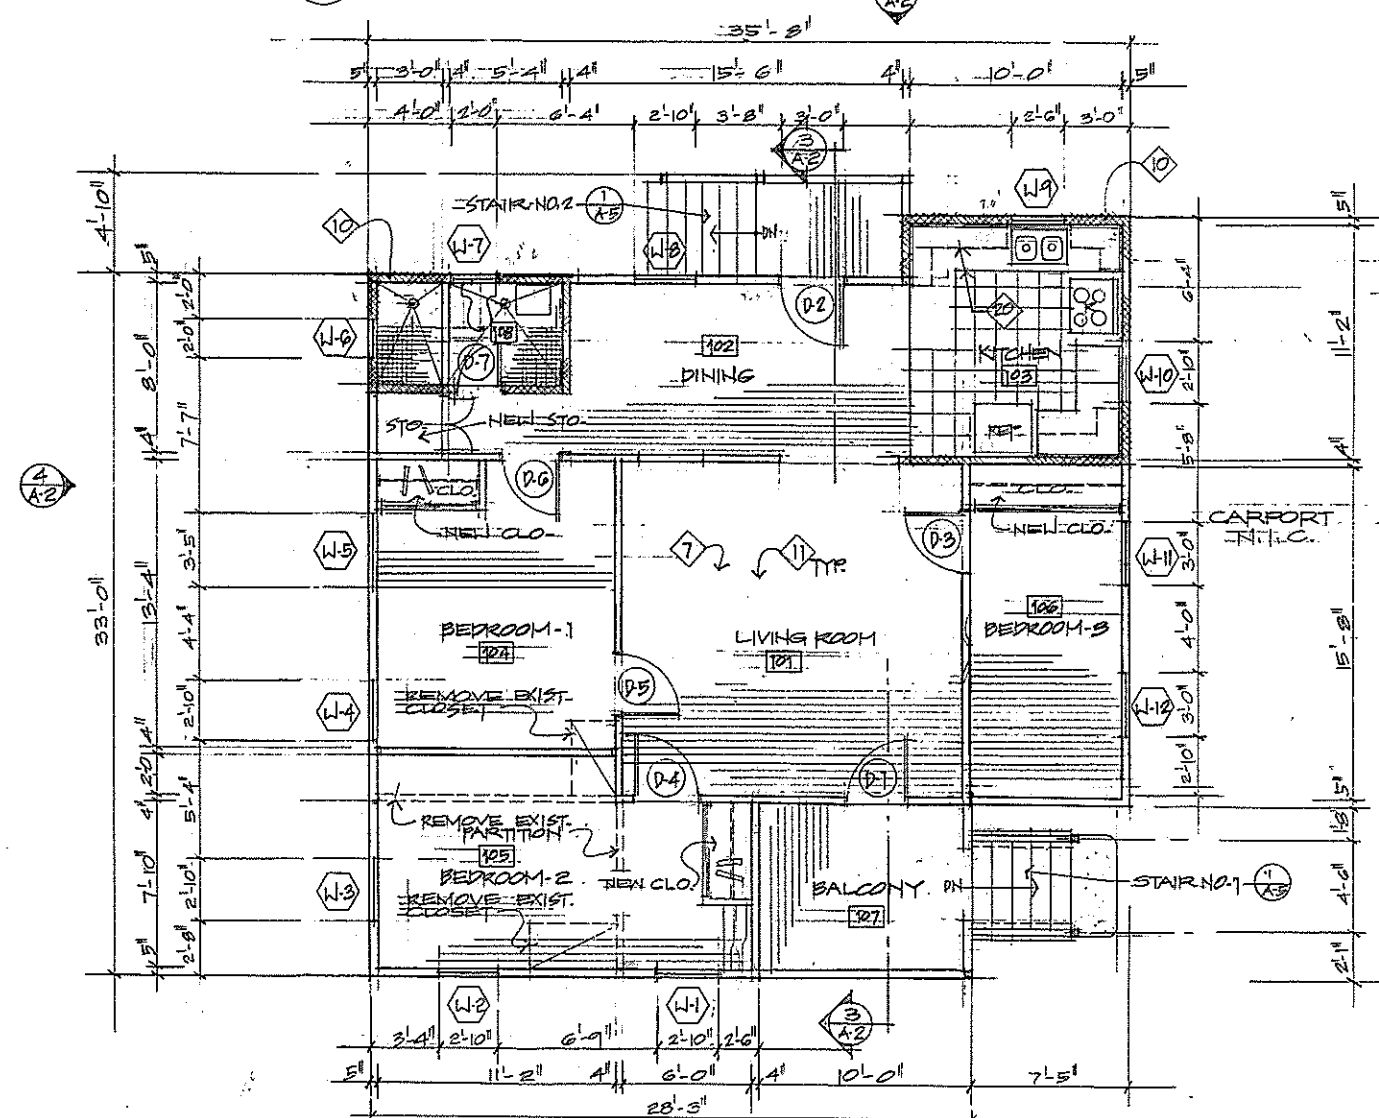 A-2
35'-8"
5" 3'-0" 4" 5'-4" 4" 15'-6" 4" 10'-0" 5"
4'-0" 2'-0" 6'-4" 2'-10" 3'-8" 3'-0" 2'-6" 3'-0"
3
A-2
10
W-9
4'-10"
STAIR NO.2
1
A-5
5"
10
W-7
W-8
DN
5"
2'-0"
D-2
20
6'-4"
W-6
2'-0"
108
D-7
102
DINING
KITCHEN
103
W-10
2'-10"
11'-2"
8'-0"
7'-7"
STO.
NEW STO.
REF.
5'-8"
4"
4"
4
A-2
CLO.
D-6
CLO.
NEW CLO.
NEW CLO.
CARPORT
N.I.C.
W-5
3'-5"
7
11
TYP.
D-3
W-11
3'-0"
33'-0"
13'-4"
4'-4"
BEDROOM-1
104
LIVING ROOM
101
106
BEDROOM-3
4'-0"
15'-8"
REMOVE EXIST.
CLOSET
D-5
W-4
2'-10"
W-12
3'-0"
4"
2'-0"
D-4
D-1
2'-10"
5"
4"
5'-4"
REMOVE EXIST.
PARTITION
1'-8"
105
BEDROOM-2
NEW CLO.
BALCONY
107
DN
STAIR NO.1
1
A-5
W-3
7'-10"
2'-10"
REMOVE EXIST.
CLOSET
4'-6"
5"
2'-8"
2'-1"
W-2
W-1
3
A-2
3'-4" 2'-10" 6'-9" 2'-10" 2'-6"
5" 11'-2" 4" 6'-0" 4" 10'-0" 7'-5"
28'-3"